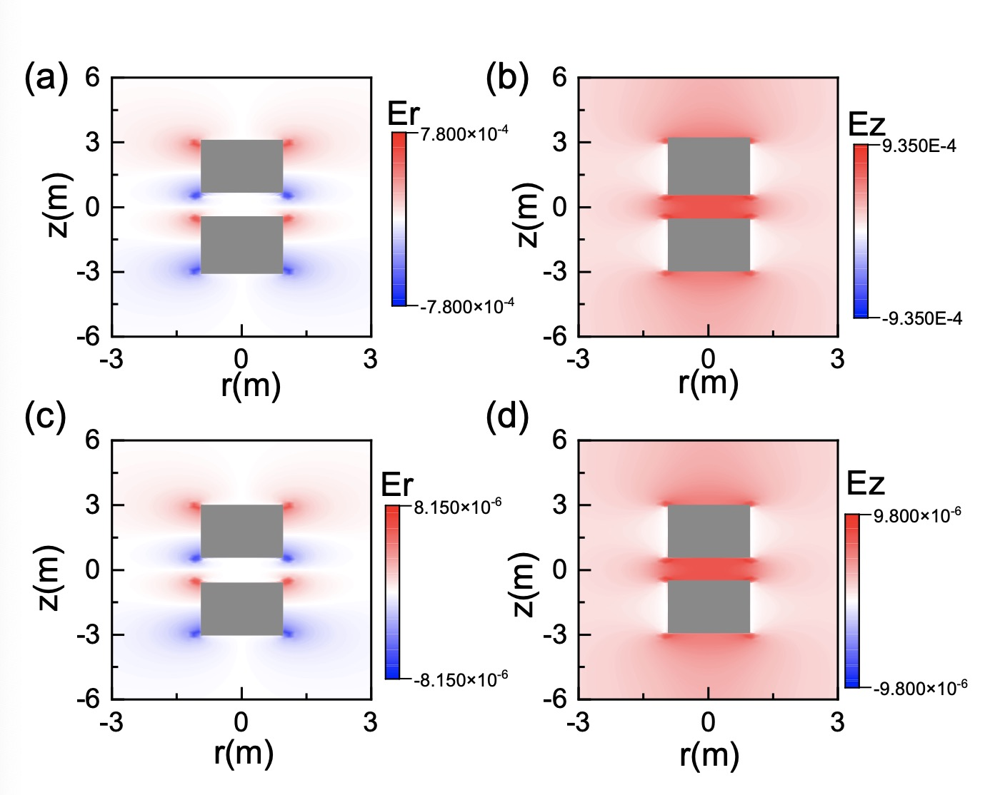 (a)
6
3
0
-3
-6
z(m)
-3 0 3
r(m)
Er
7.800×10-4
-7.800×10-4
(b)
6
3
0
-3
-6
z(m)
-3 0 3
r(m)
Ez
9.350E-4
-9.350E-4
(c)
6
3
0
-3
-6
z(m)
-3 0 3
r(m)
Er
8.150×10-6
-8.150×10-6
(d)
6
3
0
-3
-6
z(m)
-3 0 3
r(m)
Ez
9.800×10-6
-9.800×10-6